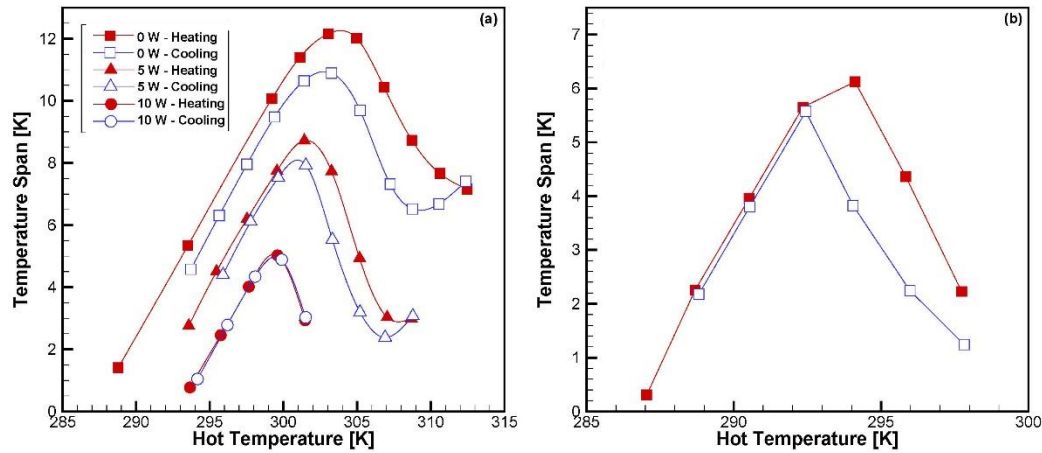 (a)
0 W - Heating
0 W - Cooling
5 W - Heating
5 W - Cooling
10 W - Heating
10 W - Cooling
Temperature Span [K]
12
10
8
6
4
2
0
285
290
295
300
305
310
315
Hot Temperature [K]
(b)
Temperature Span [K]
7
6
5
4
3
2
1
0
285
290
295
300
Hot Temperature [K]